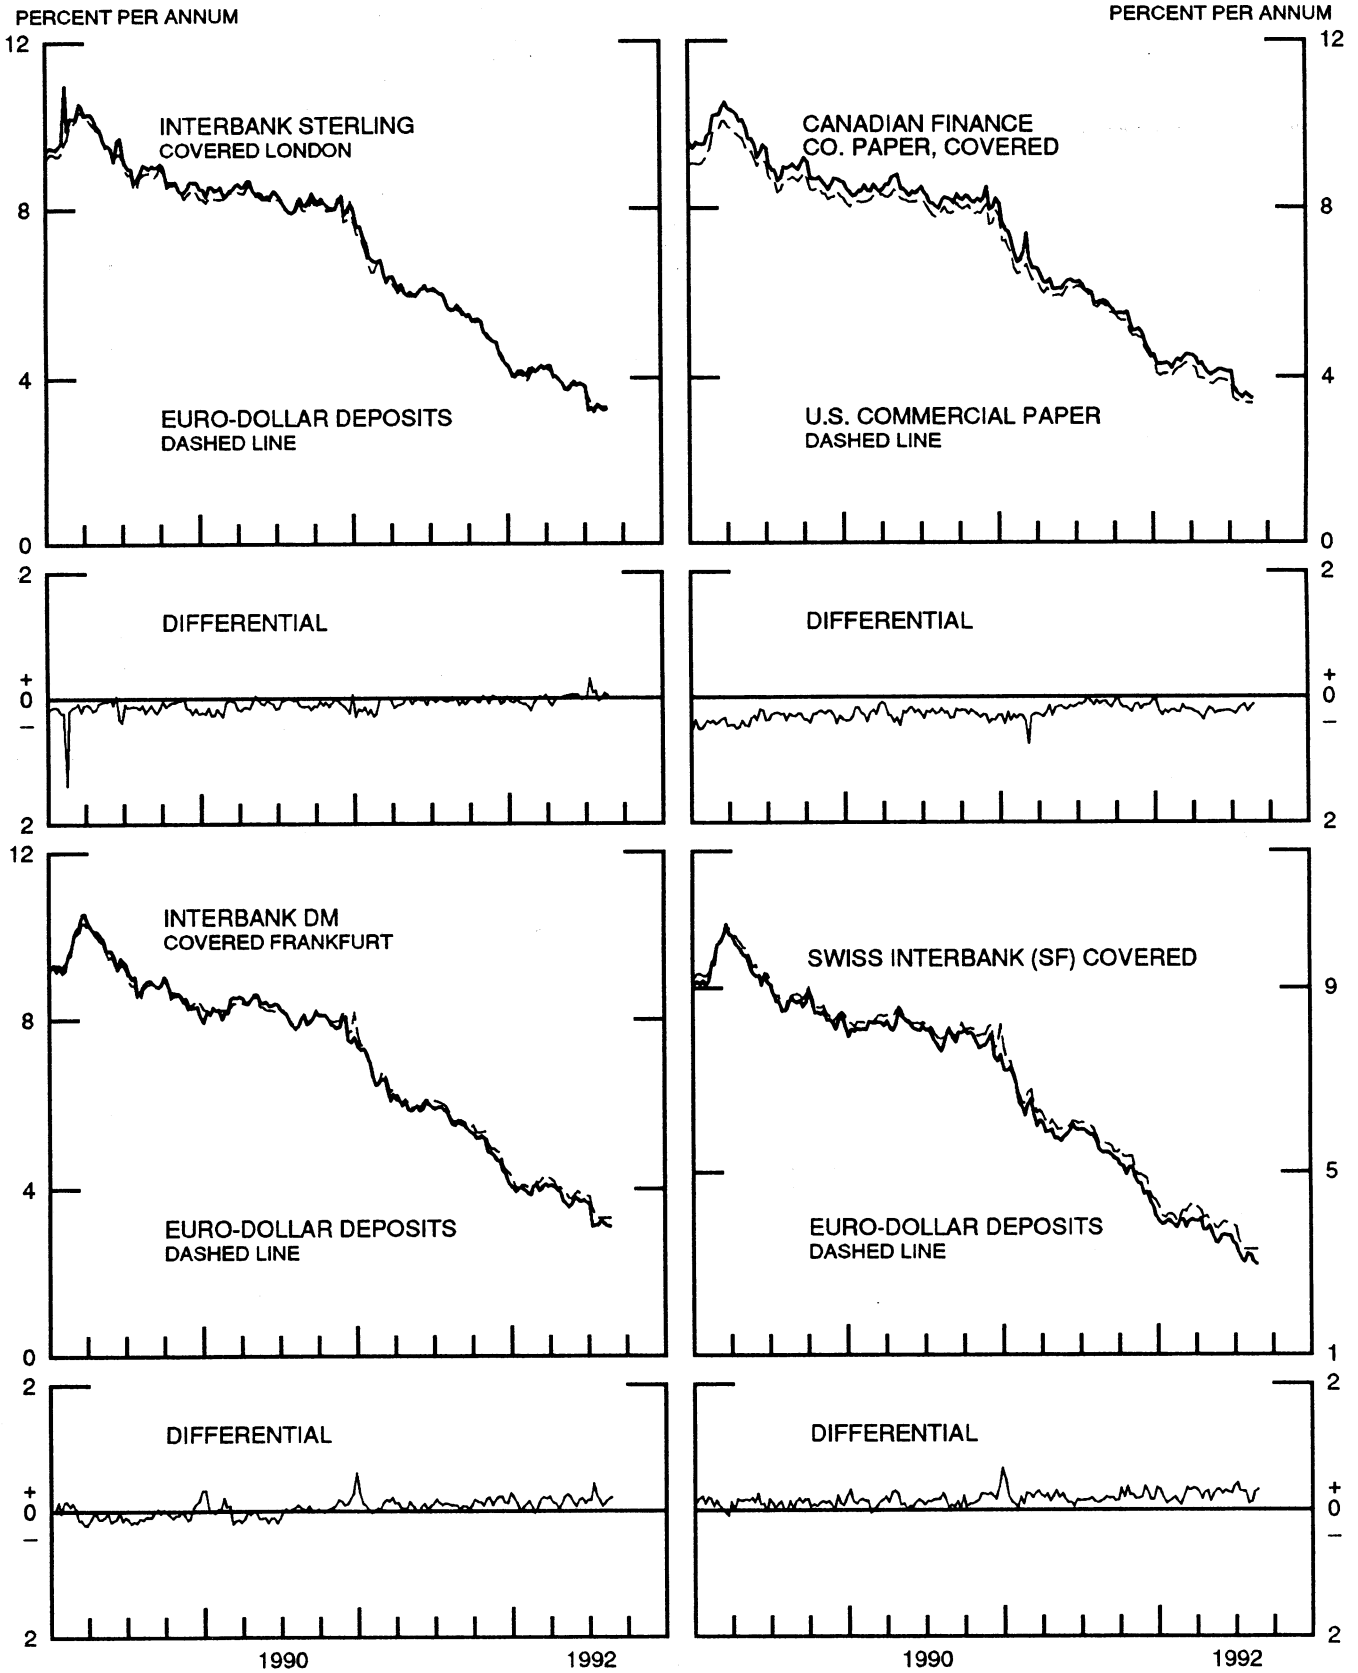 PERCENT PER ANNUM
PERCENT PER ANNUM
12
12
INTERBANK STERLING
COVERED LONDON
CANADIAN FINANCE
CO. PAPER, COVERED
8
8
4
4
EURO-DOLLAR DEPOSITS
DASHED LINE
U.S. COMMERCIAL PAPER
DASHED LINE
0
0
2
2
DIFFERENTIAL
DIFFERENTIAL
+
0
–
+
0
–
2
2
12
INTERBANK DM
COVERED FRANKFURT
SWISS INTERBANK (SF) COVERED
8
9
4
5
EURO-DOLLAR DEPOSITS
DASHED LINE
EURO-DOLLAR DEPOSITS
DASHED LINE
0
1
2
2
DIFFERENTIAL
DIFFERENTIAL
+
0
–
+
0
–
2
2
1990
1992
1990
1992